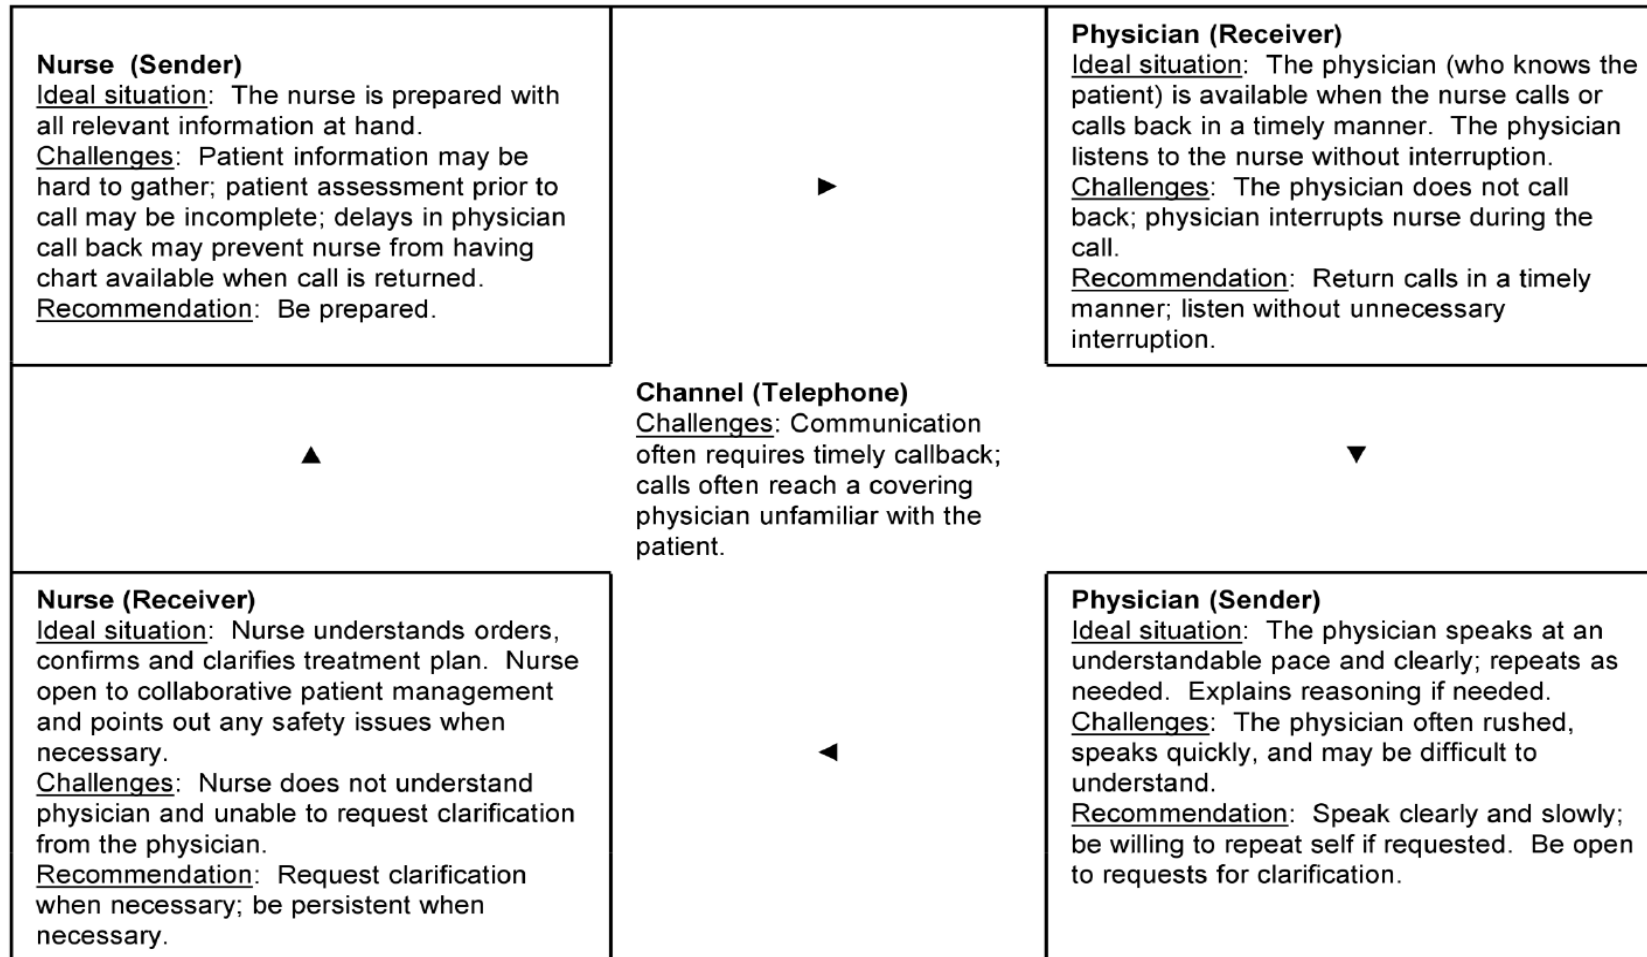 Nurse  (Sender)
Ideal situation:  The nurse is prepared with
all relevant information at hand.
Challenges:  Patient information may be
hard to gather; patient assessment prior to
call may be incomplete; delays in physician
call back may prevent nurse from having
chart available when call is returned.
Recommendation:  Be prepared.
►
Physician (Receiver)
Ideal situation:  The physician (who knows the
patient) is available when the nurse calls or
calls back in a timely manner.  The physician
listens to the nurse without interruption.
Challenges:  The physician does not call
back; physician interrupts nurse during the
call.
Recommendation:  Return calls in a timely
manner; listen without unnecessary
interruption.
▲
Channel (Telephone)
Challenges: Communication
often requires timely callback;
calls often reach a covering
physician unfamiliar with the
patient.
▼
Nurse (Receiver)
Ideal situation:  Nurse understands orders,
confirms and clarifies treatment plan.  Nurse
open to collaborative patient management
and points out any safety issues when
necessary.
Challenges:  Nurse does not understand
physician and unable to request clarification
from the physician.
Recommendation:  Request clarification
when necessary; be persistent when
necessary.
◄
Physician (Sender)
Ideal situation:  The physician speaks at an
understandable pace and clearly; repeats as
needed.  Explains reasoning if needed.
Challenges:  The physician often rushed,
speaks quickly, and may be difficult to
understand.
Recommendation:  Speak clearly and slowly;
be willing to repeat self if requested.  Be open
to requests for clarification.